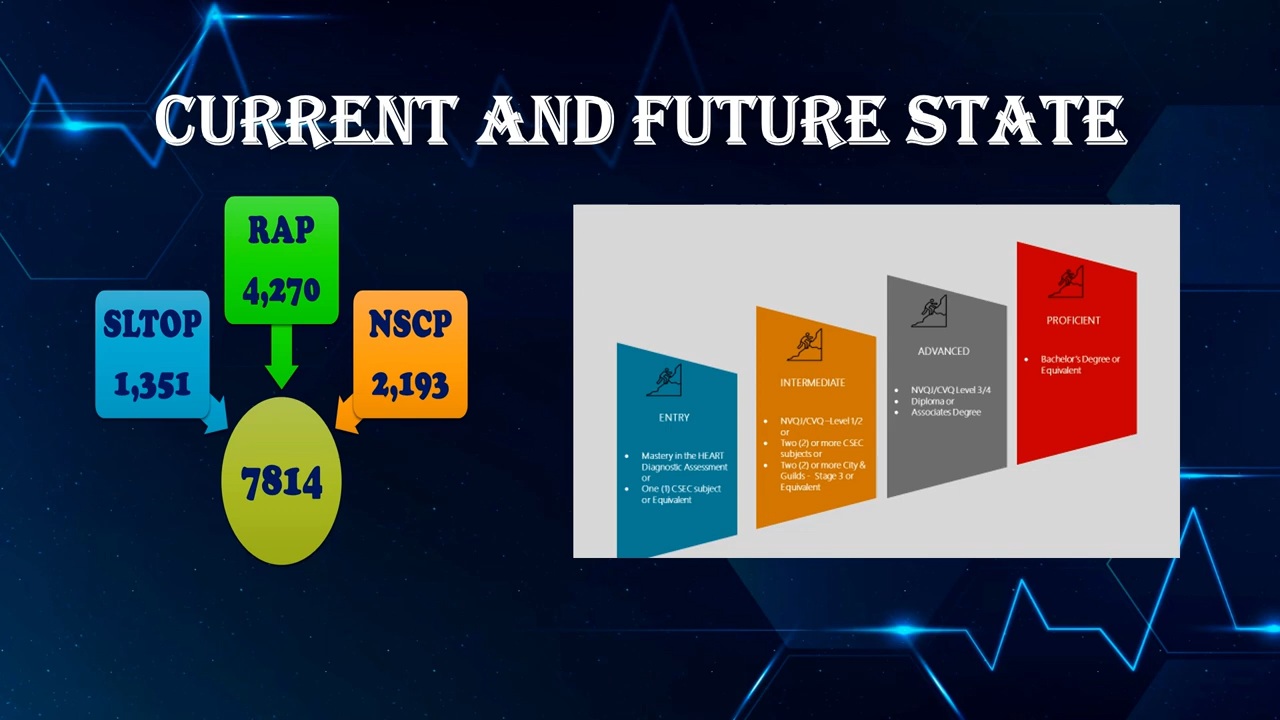 CURRENT AND FUTURE STATE
RAP
4,270
SLTOP
1,351
NSCP
2,193
7814
ENTRY
• Mastery in the HEART
Diagnostic Assessment
or
• One (1) CSEC subject
or Equivalent
INTERMEDIATE
• NVQJ/CVQ –Level 1/2
or
• Two (2) or more CSEC
subjects or
• Two (2) or more City &
Guilds - Stage 3 or
Equivalent
ADVANCED
• NVQJ/CVQ Level 3/4
• Diploma or
• Associates Degree
PROFICIENT
• Bachelor's Degree or
Equivalent